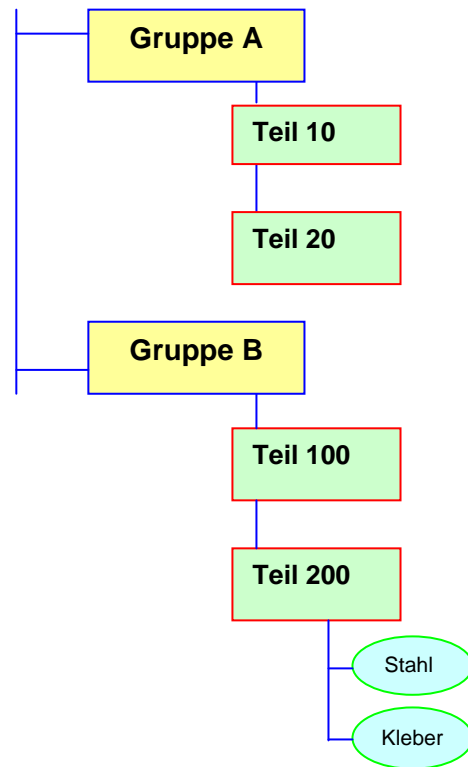 Gruppe A
Teil 10
Teil 20
Gruppe B
Teil 100
Teil 200
Stahl
Kleber